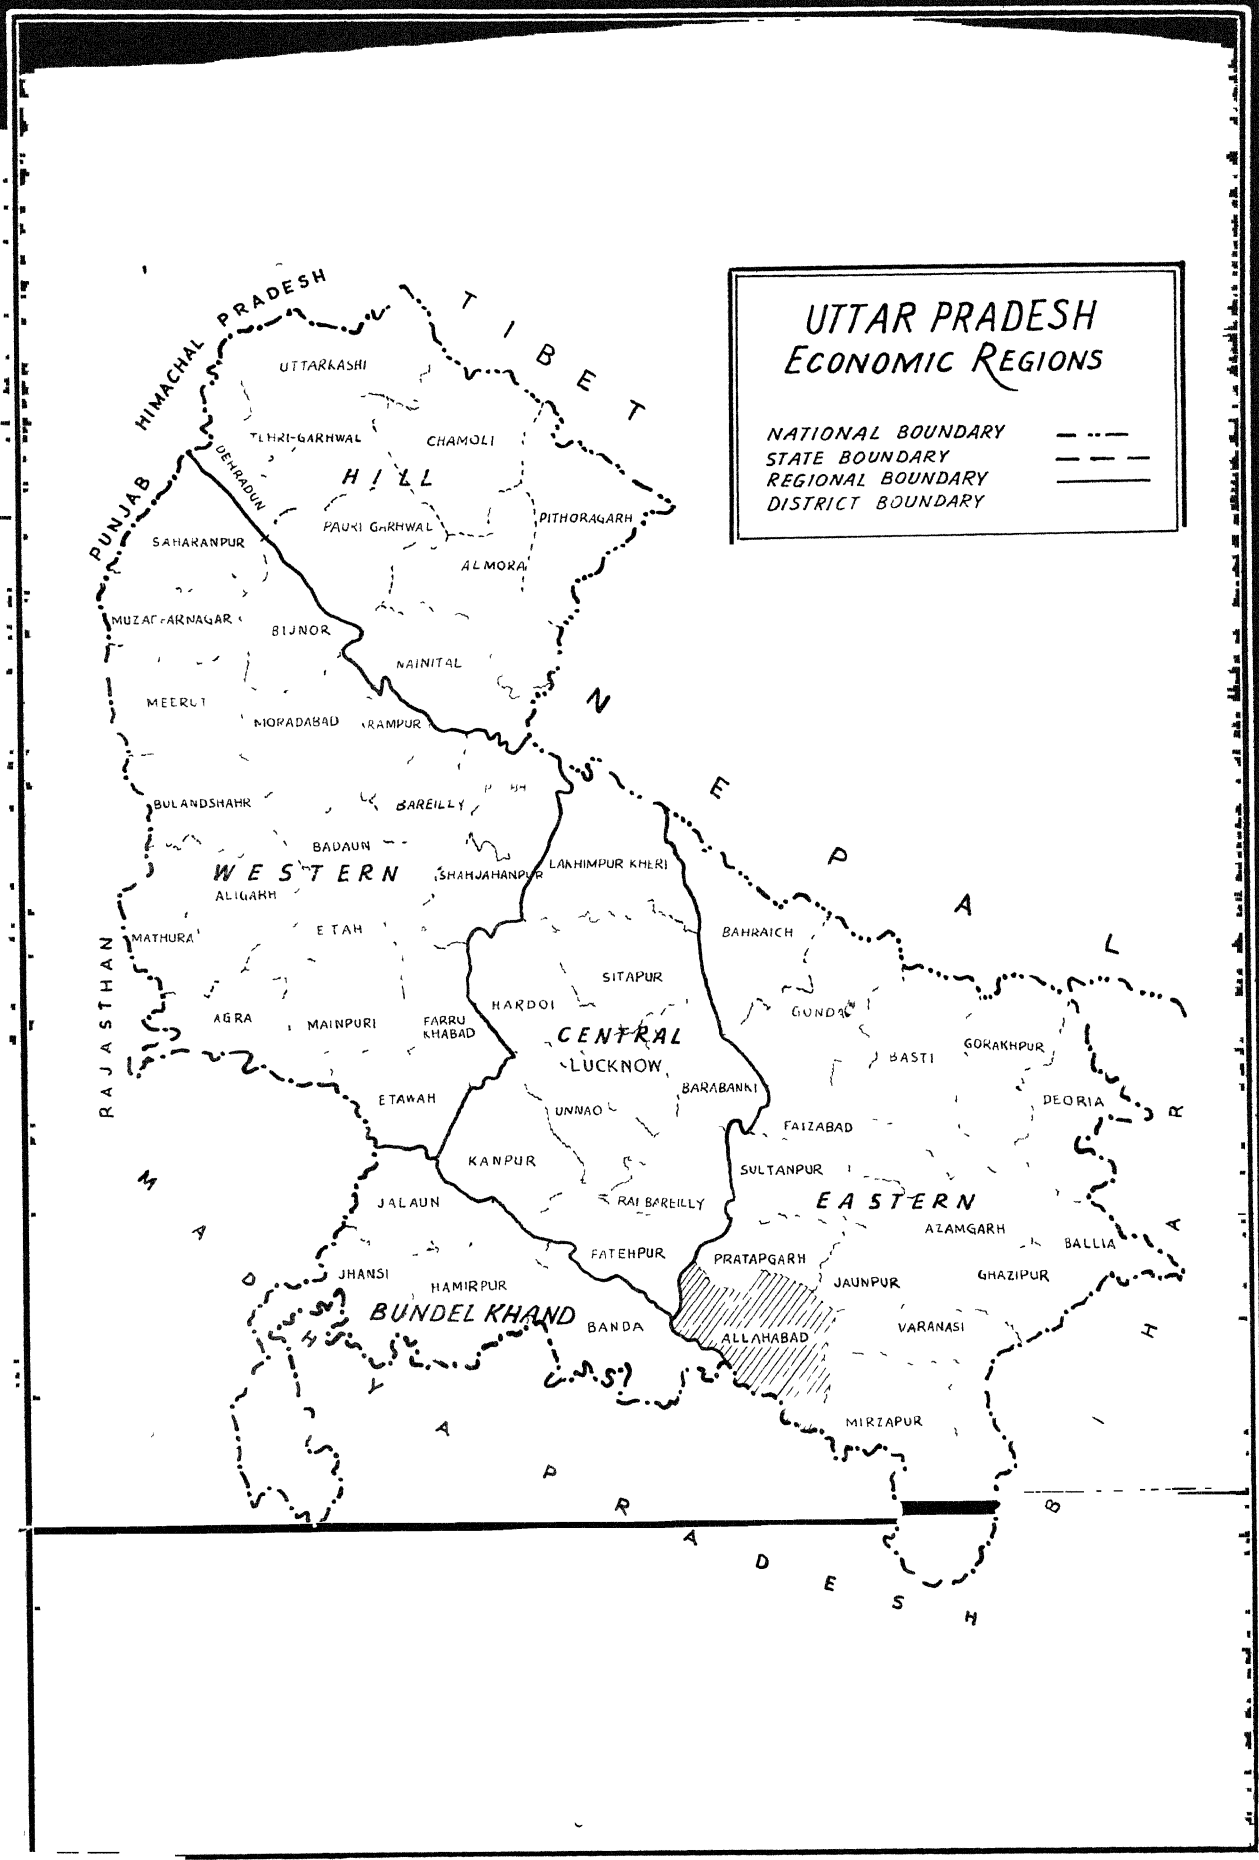 UTTAR PRADESH
ECONOMIC REGIONS
NATIONAL BOUNDARY
STATE BOUNDARY
REGIONAL BOUNDARY
DISTRICT BOUNDARY
HIMACHAL PRADESH
TIBET
PUNJAB
UTTARKASHI
TEHRI-GARHWAL
CHAMOLI
DEHRADUN
HILL
PAURI GARHWAL
PITHORAGARH
SAHARANPUR
ALMORA
MUZAFFARNAGAR
BIJNOR
NAINITAL
MEERUT
MORADABAD
RAMPUR
NEPAL
BULANDSHAHR
BAREILLY
BADAUN
WESTERN
SHAHJAHANPUR
LAKHIMPUR KHERI
ALIGARH
MATHURA
ETAH
BAHRAICH
RAJASTHAN
SITAPUR
HARDOI
GONDA
AGRA
MAINPURI
FARRU
KHABAD
CENTRAL
LUCKNOW
BASTI
GORAKHPUR
BARABANKI
DEORIA
ETAWAH
UNNAO
FAIZABAD
KANPUR
SULTANPUR
JALAUN
RAI BAREILLY
EASTERN
AZAMGARH
BALLIA
FATEHPUR
PRATAPGARH
JHANSI
HAMIRPUR
JAUNPUR
GHAZIPUR
BUNDEL KHAND
BANDA
ALLAHABAD
VARANASI
MIRZAPUR
MADHYA PRADESH
BIHAR